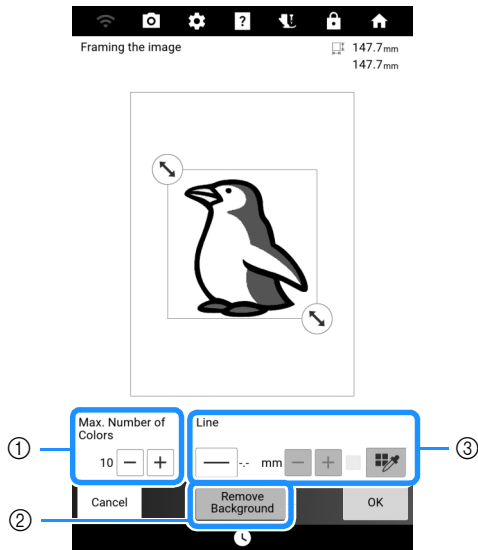 ?
Framing the image
147.7mm
147.7mm
Max. Number of
Colors
10 − +
Line
-.- mm − +
Cancel
Remove
Background
OK
①
②
③